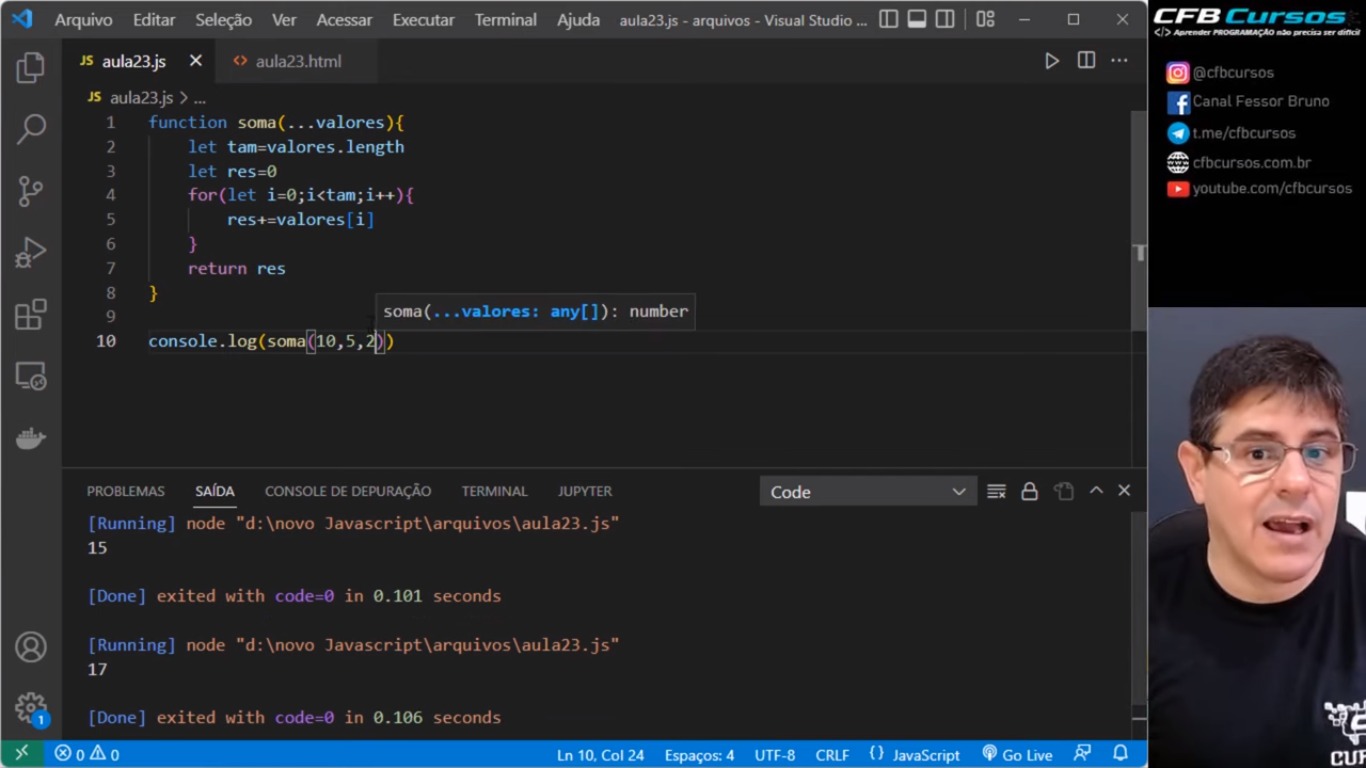 Arquivo Editar Seleção Ver Acessar Executar Terminal Ajuda aula23.js - arquivos - Visual Studio ...
JS aula23.js <> aula23.html
JS aula23.js > ...
1 function soma(...valores){
2 let tam=valores.length
3 let res=0
4 for(let i=0;i<tam;i++){
5 res+=valores[i]
6 }
7 return res
8 }
9
soma(...valores: any[]): number
10 console.log(soma(10,5,2))
PROBLEMAS SAÍDA CONSOLE DE DEPURAÇÃO TERMINAL JUPYTER Code
[Running] node "d:\novo Javascript\arquivos\aula23.js"
15
[Done] exited with code=0 in 0.101 seconds
[Running] node "d:\novo Javascript\arquivos\aula23.js"
17
[Done] exited with code=0 in 0.106 seconds
1
0 0 Ln 10, Col 24 Espaços: 4 UTF-8 CRLF {} JavaScript Go Live
CFB Cursos
</> Aprender PROGRAMAÇÃO não precisa ser difícil
@cfbcursos
Canal Fessor Bruno
t.me/cfbcursos
cfbcursos.com.br
youtube.com/cfbcursos